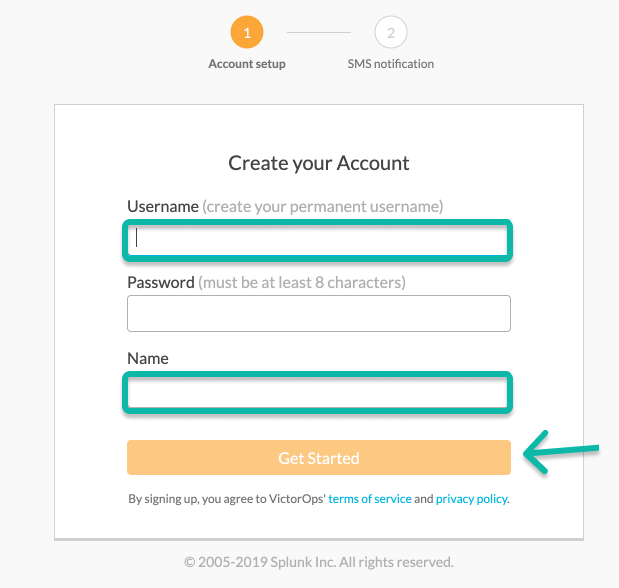 1
2
Account setup
SMS notification
Create your Account
Username (create your permanent username)
Password (must be at least 8 characters)
Name
Get Started
By signing up, you agree to VictorOps' terms of service and privacy policy.
© 2005-2019 Splunk Inc. All rights reserved.